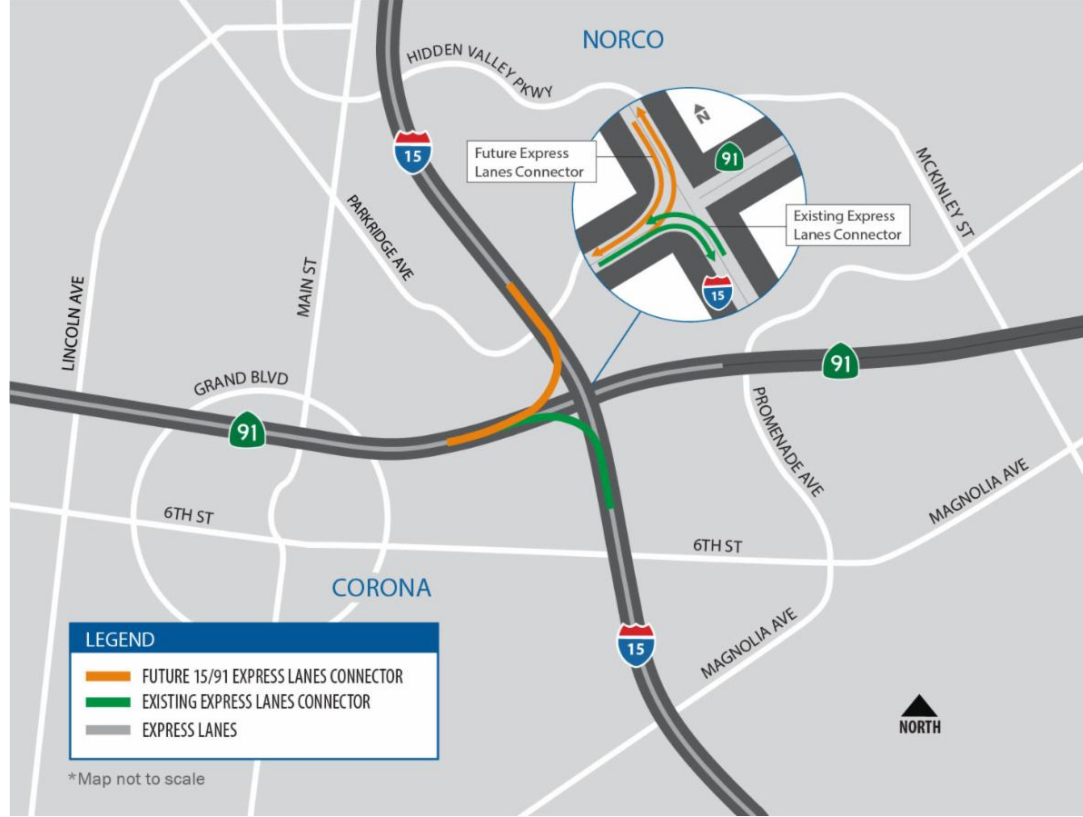 NORCO
HIDDEN VALLEY PKWY
N
15
91
Future Express
Lanes Connector
MCKINLEY ST
PARKRIDGE AVE
Existing Express
Lanes Connector
MAIN ST
LINCOLN AVE
15
91
GRAND BLVD
91
PROMENADE AVE
MAGNOLIA AVE
6TH ST
6TH ST
CORONA
MAGNOLIA AVE
15
LEGEND
FUTURE 15/91 EXPRESS LANES CONNECTOR
EXISTING EXPRESS LANES CONNECTOR
EXPRESS LANES
NORTH
*Map not to scale